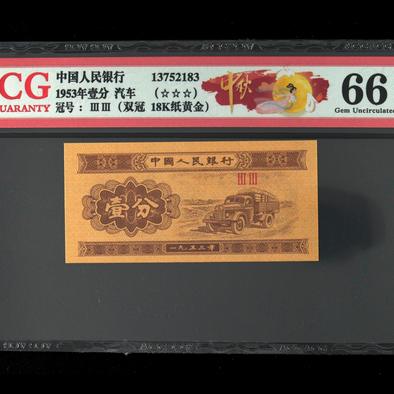 CG 中国人民银行 13752183 中秋 66
UARANTY 1953年壹分 汽车 (☆☆☆) Gem Uncirculated
冠号： ⅢⅢ (双冠 18K纸黄金)
中國人民银行
ⅢⅢ
壹分
一九五三年